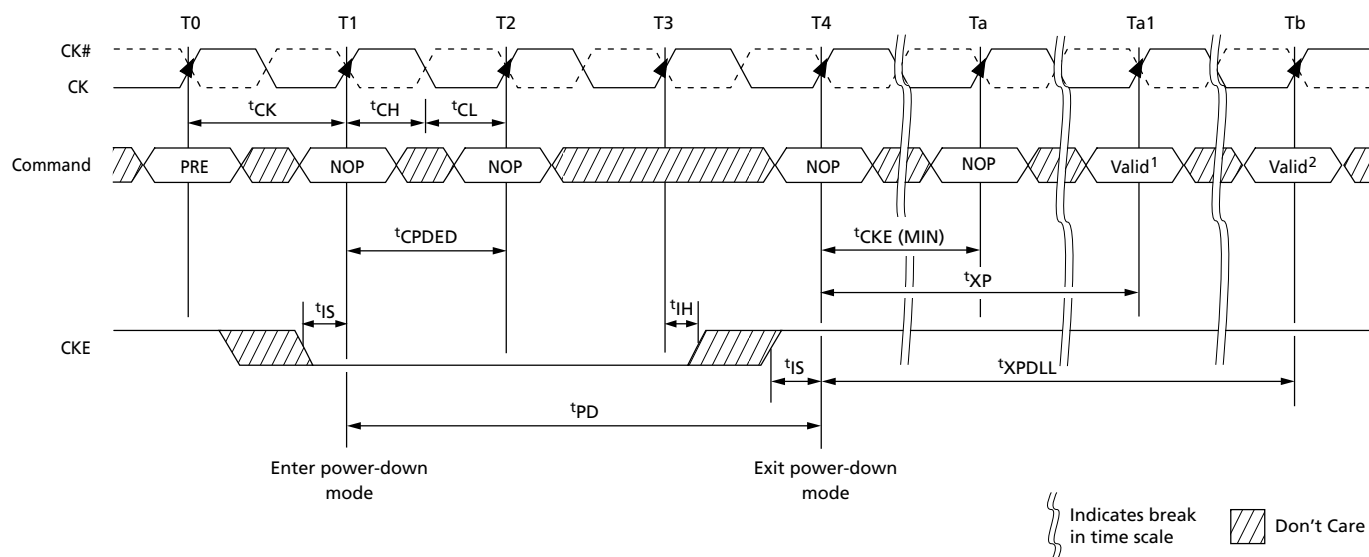 T0 T1 T2 T3 T4 Ta Ta1 Tb
CK#
CK
tCK tCH tCL
Command PRE NOP NOP NOP NOP Valid1 Valid2
tCPDED tCKE (MIN)
tXP
tIS tIH
CKE
tIS tXPDLL
tPD
Enter power-down
mode
Exit power-down
mode
Indicates break
in time scale
Don't Care